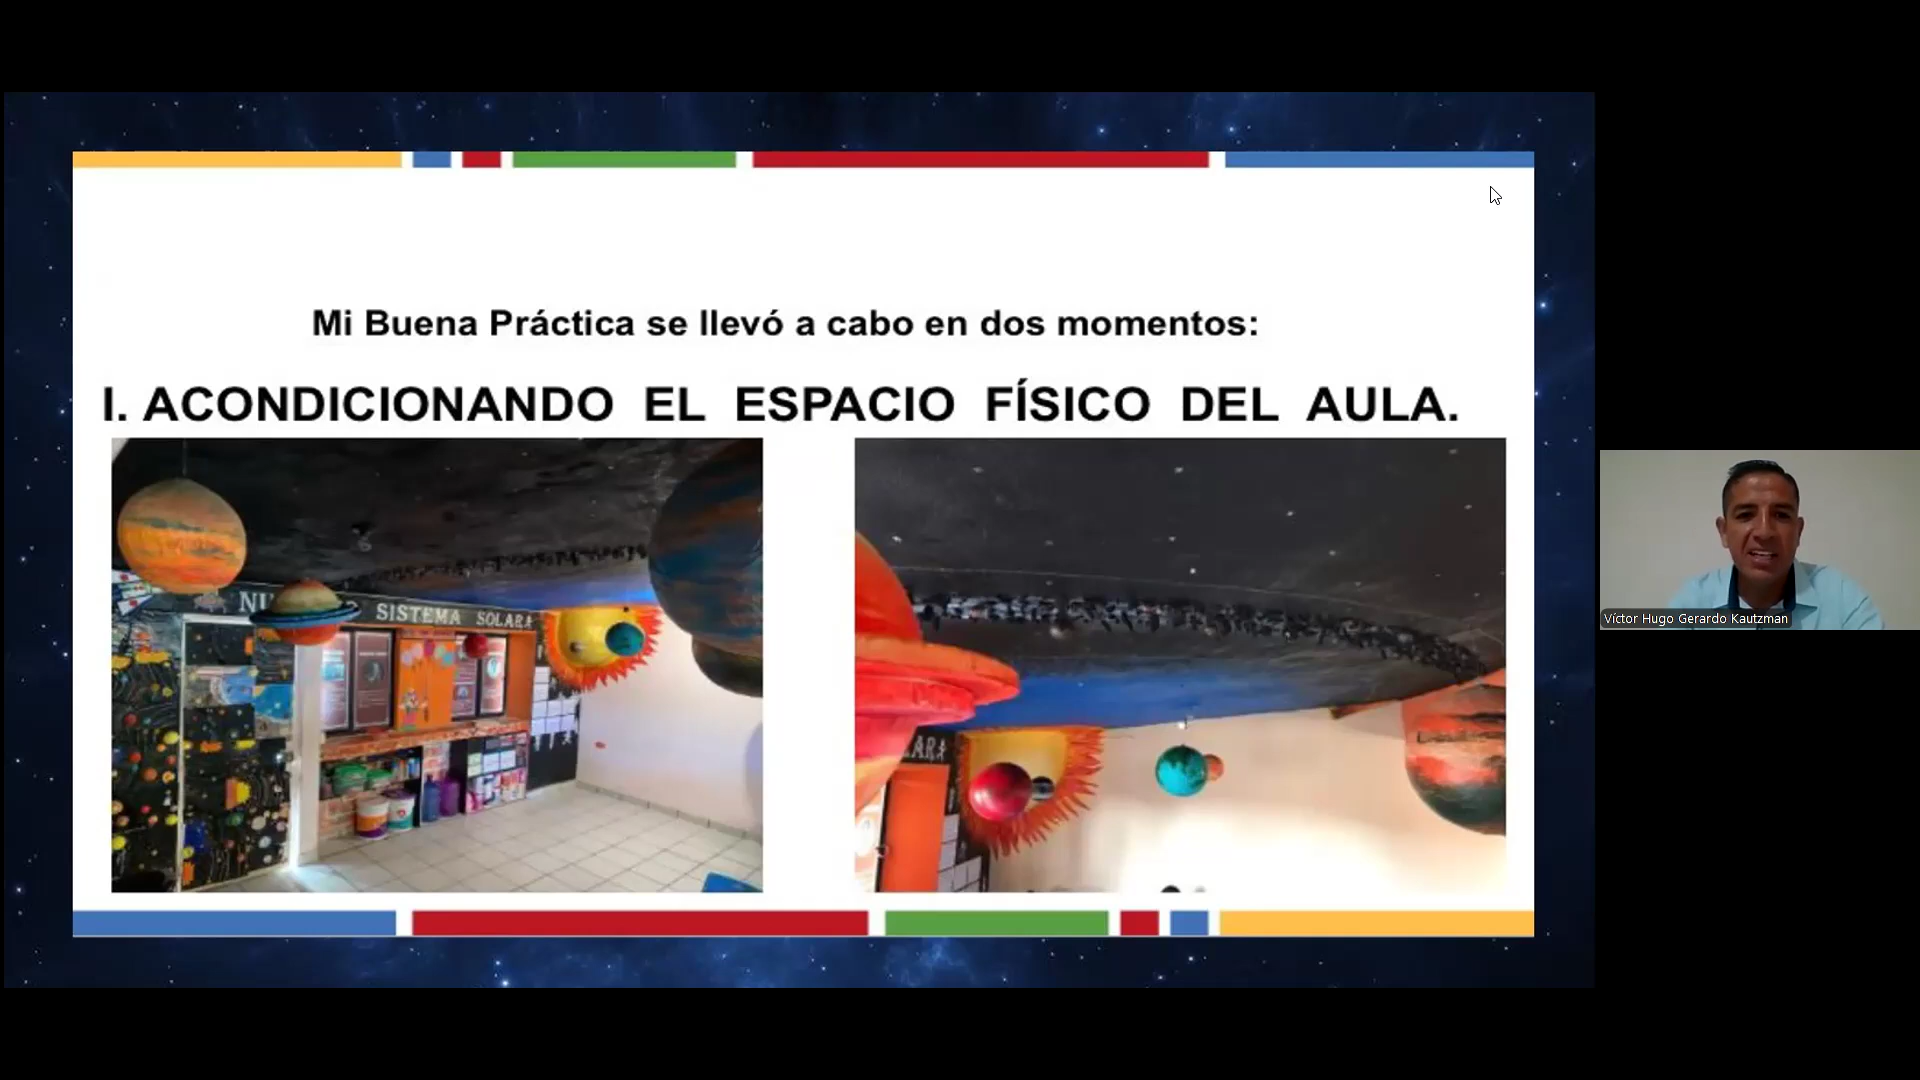 Mi Buena Práctica se llevó a cabo en dos momentos:
I. ACONDICIONANDO EL ESPACIO FÍSICO DEL AULA.
SISTEMA SOLARA
Víctor Hugo Gerardo Kautzman